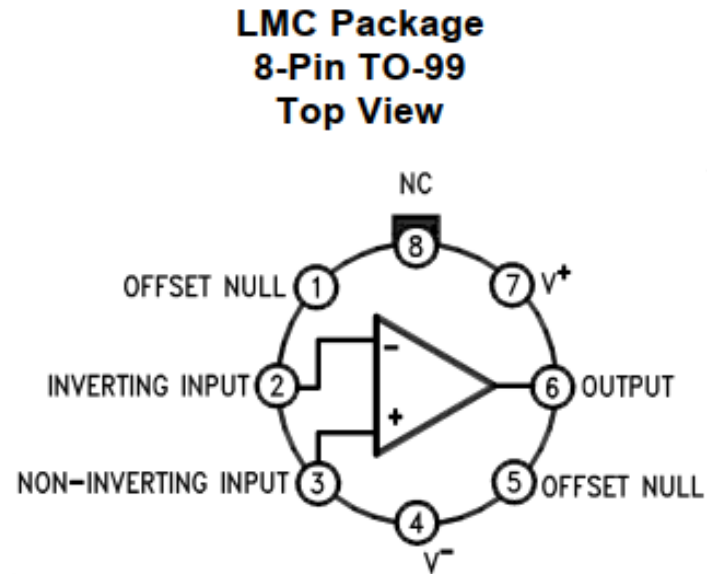 LMC Package
8-Pin TO-99
Top View
NC
8
OFFSET NULL 1
7 V+
INVERTING INPUT 2
-
6 OUTPUT
+
NON-INVERTING INPUT 3
5 OFFSET NULL
4
V-